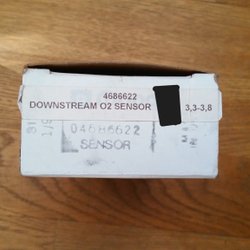 4686622
DOWNSTREAM O2 SENSOR 3,3-3,8
04686622
SENSOR